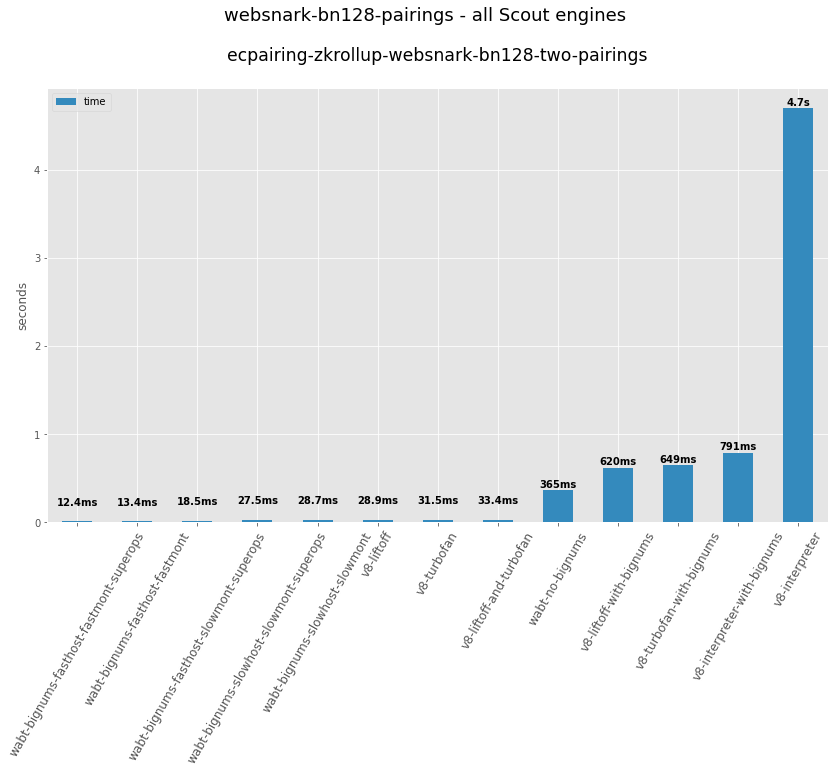 websnark-bn128-pairings - all Scout engines
ecpairing-zkrollup-websnark-bn128-two-pairings
time
seconds
4
3
2
1
0
12.4ms
13.4ms
18.5ms
27.5ms
28.7ms
28.9ms
31.5ms
33.4ms
365ms
620ms
649ms
791ms
4.7s
wabt-bignums-fasthost-fastmont-superops
wabt-bignums-fasthost-fastmont
wabt-bignums-fasthost-slowmont-superops
wabt-bignums-slowhost-slowmont-superops
wabt-bignums-slowhost-slowmont
v8-liftoff
v8-turbofan
v8-liftoff-and-turbofan
wabt-no-bignums
v8-liftoff-with-bignums
v8-turbofan-with-bignums
v8-interpreter-with-bignums
v8-interpreter